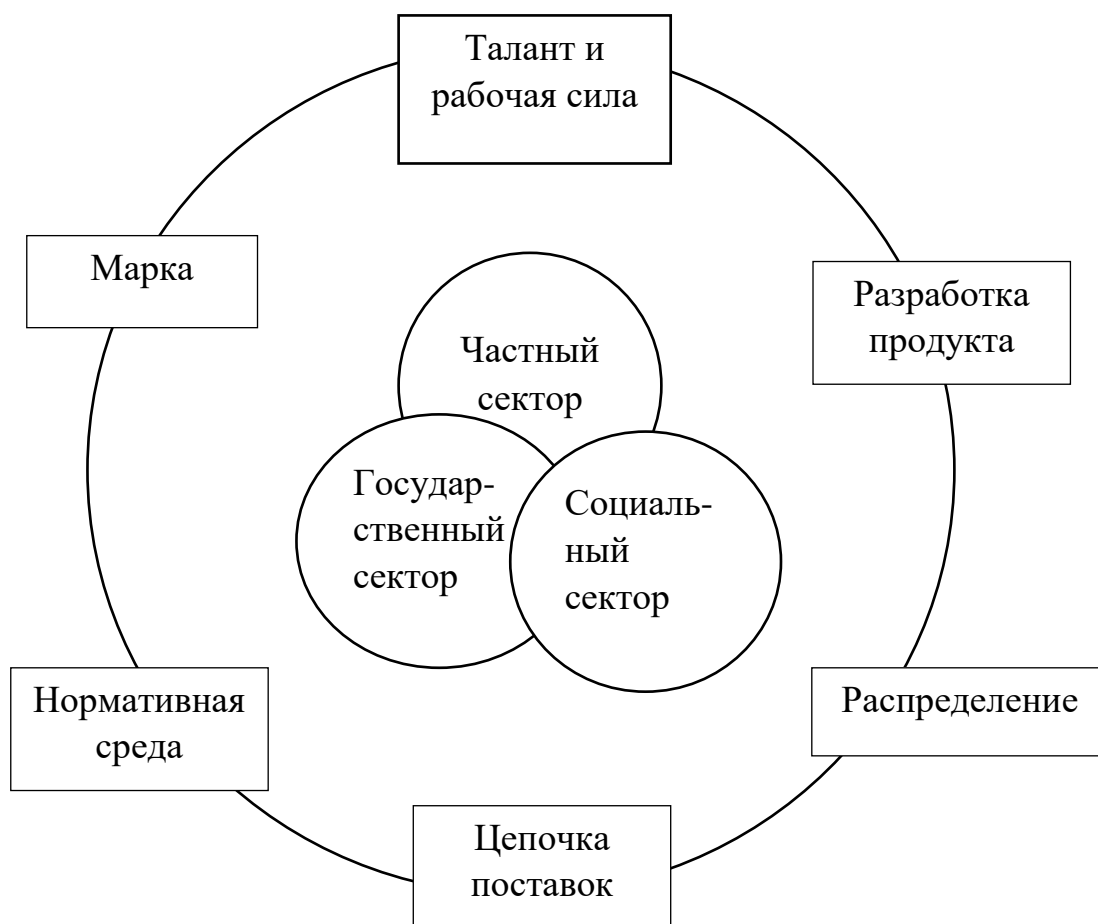 Талант и
рабочая сила
Марка
Разработка
продукта
Частный
сектор
Государ-
ственный
сектор
Социаль-
ный
сектор
Нормативная
среда
Распределение
Цепочка
поставок